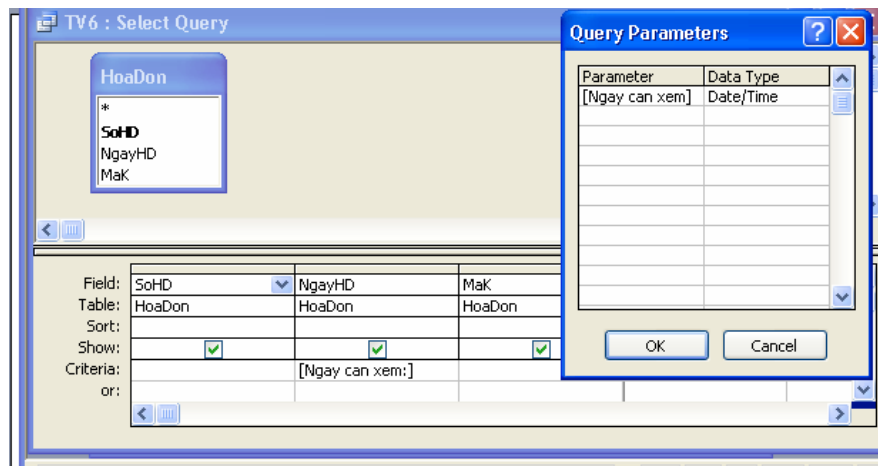 TV6 : Select Query
HoaDon
*
SoHD
NgayHD
MaK
Field: SoHD NgayHD MaK
Table: HoaDon HoaDon HoaDon
Sort:
Show:
Criteria: [Ngay can xem:]
or:
Query Parameters
Parameter Data Type
[Ngay can xem] Date/Time
OK Cancel